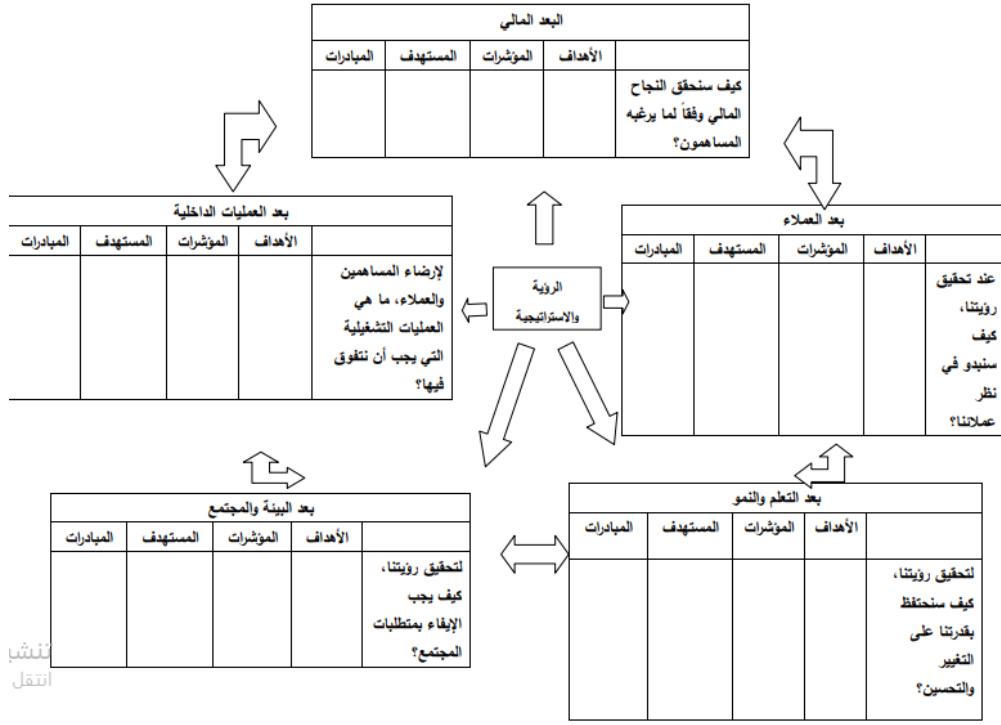 البعد المالي
الأهداف المؤشرات المستهدف المبادرات
كيف سنحقق النجاح
المالي وفقاً لما يرغبه
المساهمون؟
بعد العملاء
الأهداف المؤشرات المستهدف المبادرات
عند تحقيق
رؤيتنا،
كيف
سنبدو في
نظر
عملائنا؟
بعد العمليات الداخلية
الأهداف المؤشرات المستهدف المبادرات
لإرضاء المساهمين
والعملاء، ما هي
العمليات التشغيلية
التي يجب أن نتفوق
فيها؟
الرؤية
والاستراتيجية
بعد التعلم والنمو
الأهداف المؤشرات المستهدف المبادرات
لتحقيق رؤيتنا،
كيف سنحتفظ
بقدرتنا على
التغيير
والتحسين؟
بعد البيئة والمجتمع
الأهداف المؤشرات المستهدف المبادرات
لتحقيق رؤيتنا،
كيف يجب
الإيفاء بمتطلبات
المجتمع؟
انتقل